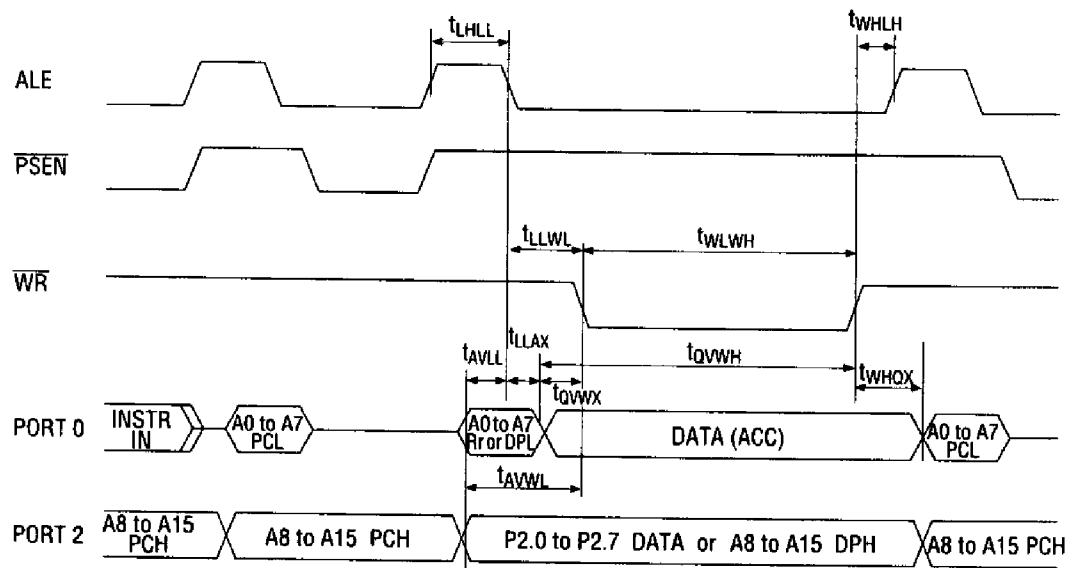 tLHLL
tWHLH
ALE
PSEN
tLLWL
tWLWH
WR
tLLAX
tAVLL
tQVWH
tWHQX
tQVWX
PORT 0
INSTR
IN
A0 to A7
PCL
A0 to A7
Rr or DPL
DATA (ACC)
A0 to A7
PCL
tAVWL
PORT 2
A8 to A15
PCH
A8 to A15 PCH
P2.0 to P2.7 DATA or A8 to A15 DPH
A8 to A15 PCH